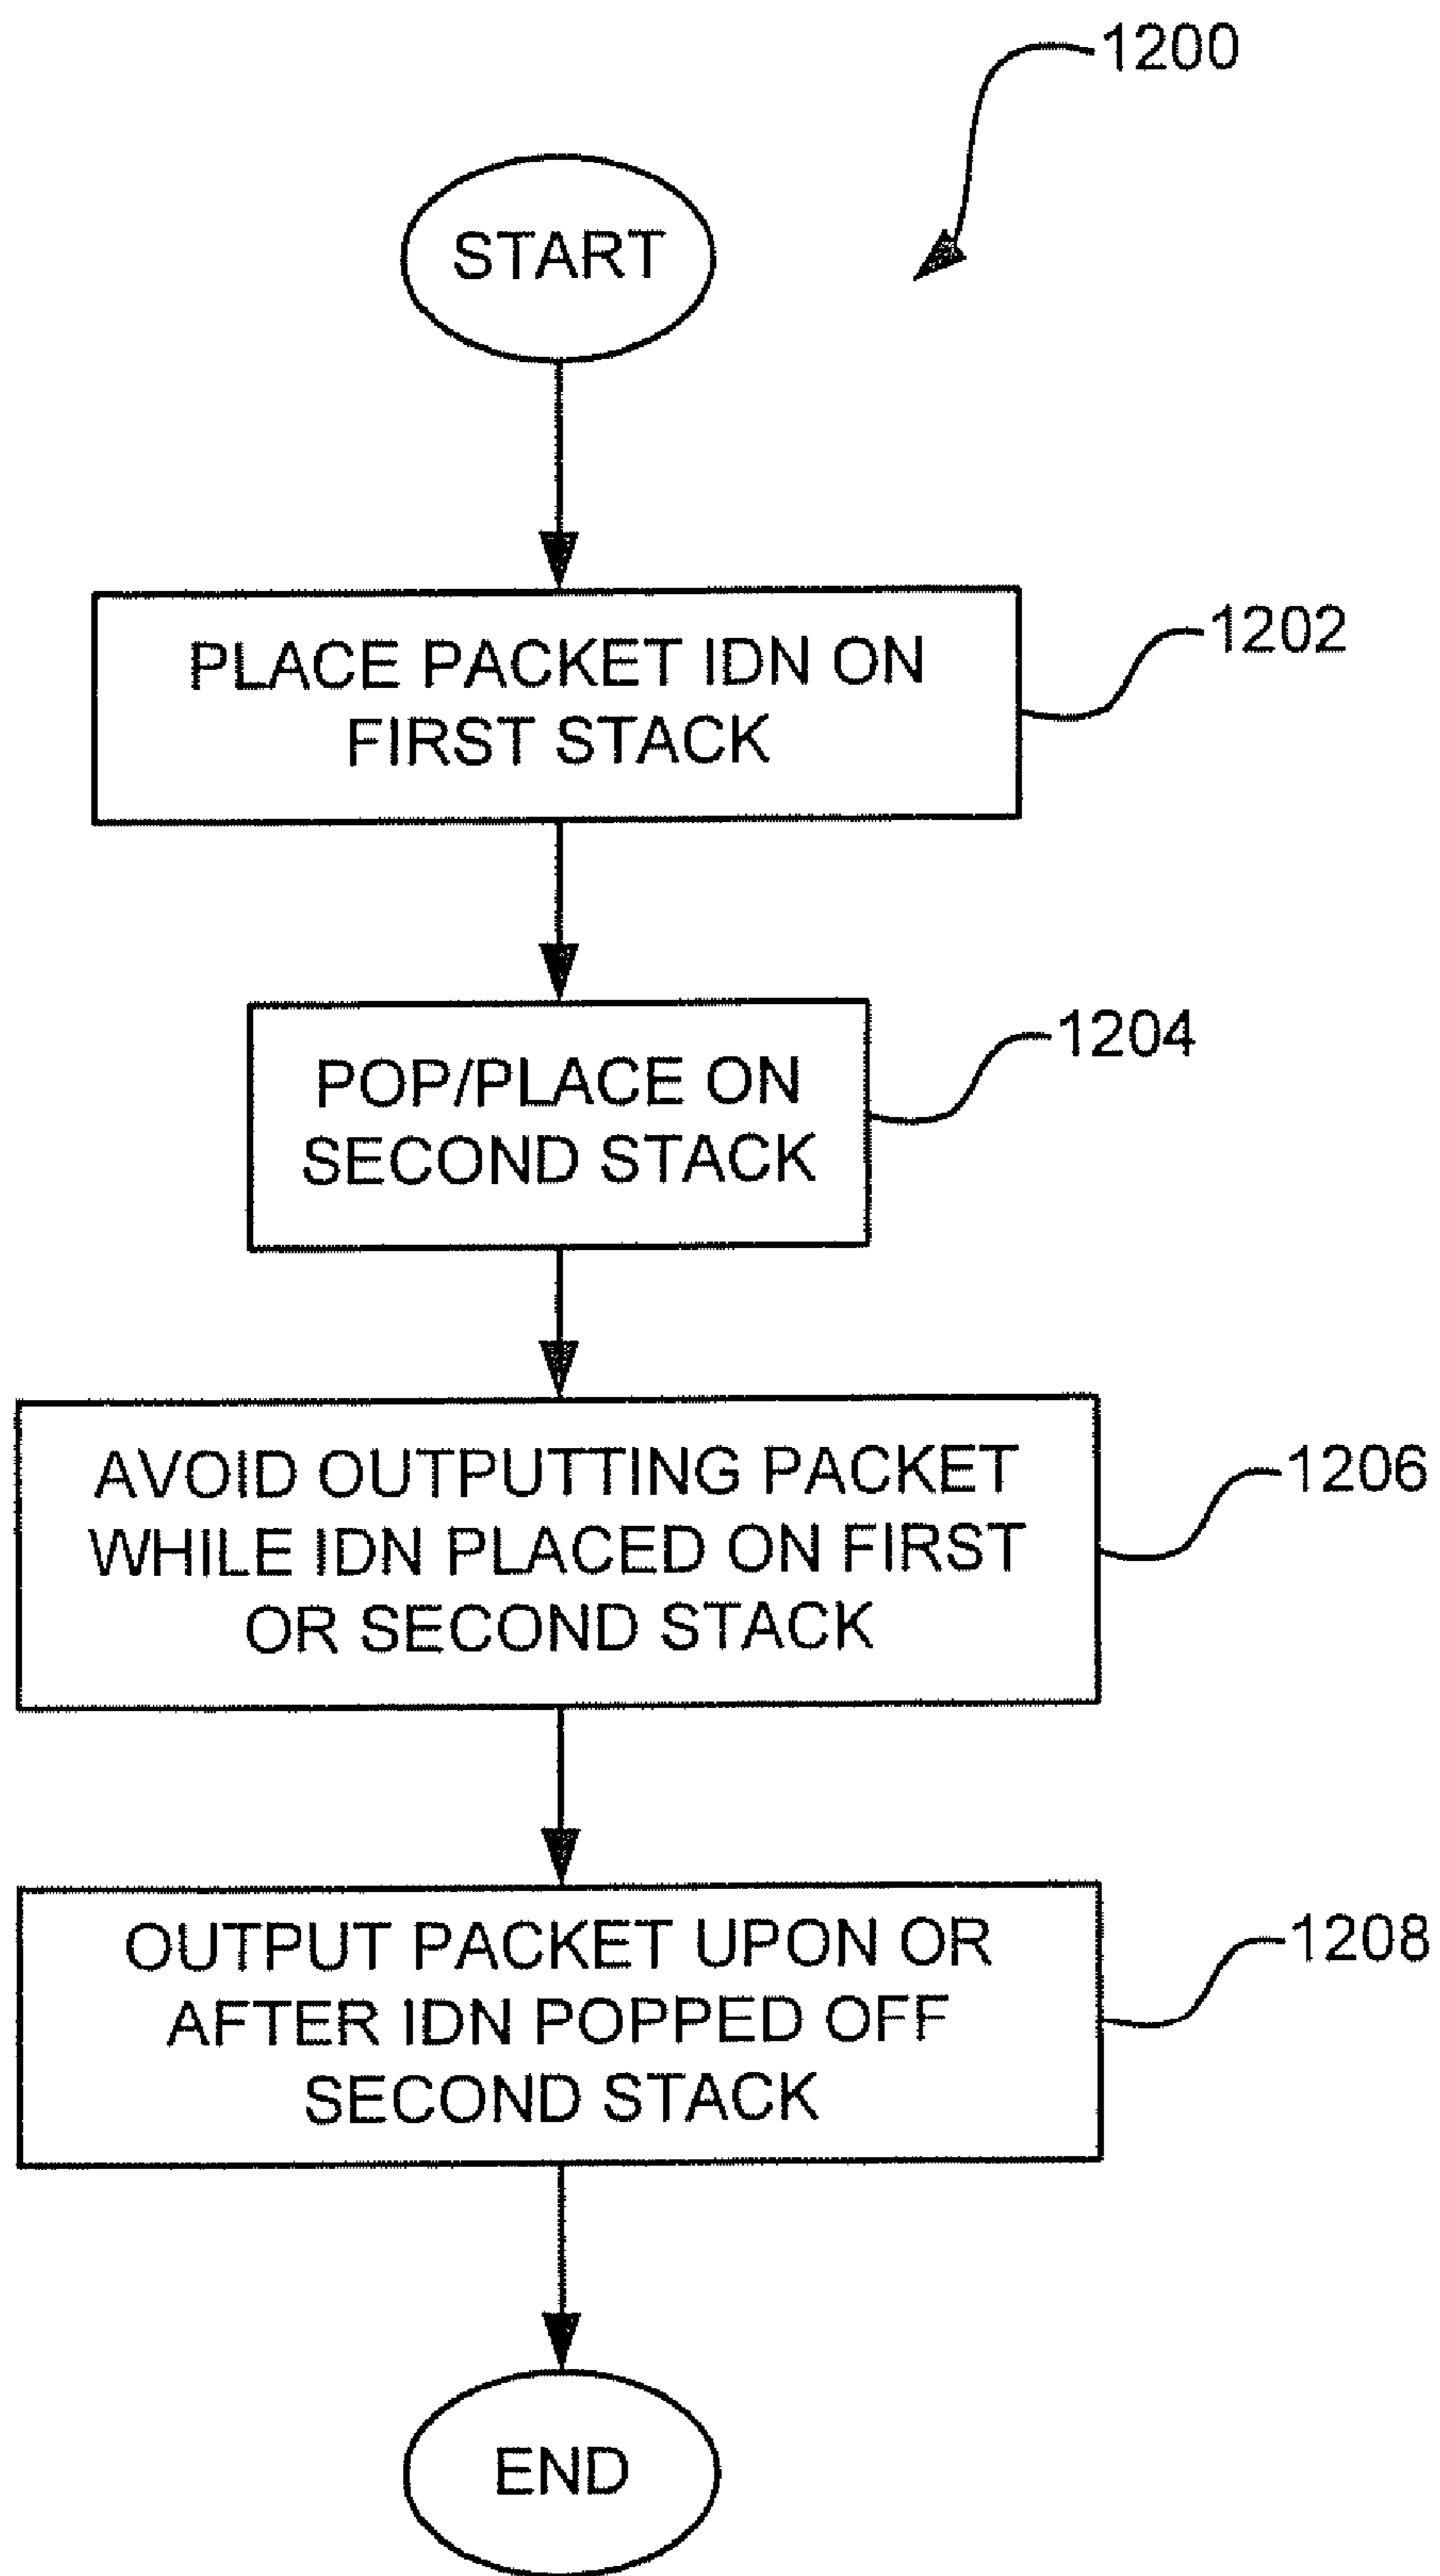 1200
START
PLACE PACKET IDN ON
FIRST STACK
1202
POP/PLACE ON
SECOND STACK
1204
AVOID OUTPUTTING PACKET
WHILE IDN PLACED ON FIRST
OR SECOND STACK
1206
OUTPUT PACKET UPON OR
AFTER IDN POPPED OFF
SECOND STACK
1208
END